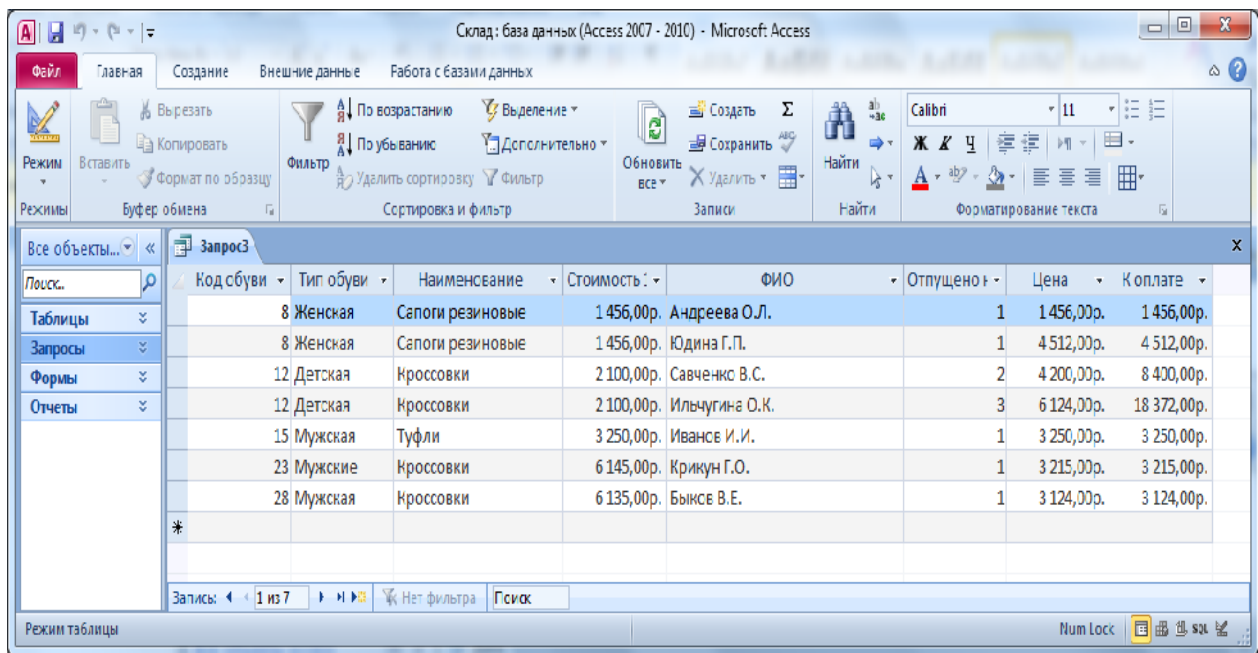 Склад : база данных (Access 2007 - 2010) - Microsoft Access
Файл Главная Создание Внешние данные Работа с базами данных
Режим
Режимы
Вставить
Вырезать
Копировать
Формат по образцу
Буфер обмена
Фильтр
По возрастанию
По убыванию
Удалить сортировку
Выделение
Дополнительно
Фильтр
Сортировка и фильтр
Обновить все
Создать
Сохранить
Удалить
Записи
Найти
Найти
Calibri 11
Ж К Ч
Форматирование текста
Все объекты...
Поиск...
Таблицы
Запросы
Формы
Отчеты
Запрос3
Код обуви Тип обуви Наименование Стоимость ФИО Отпущено Цена К оплате
8 Женская Сапоги резиновые 1 456,00р. Андреева О.Л. 1 1 456,00р. 1 456,00р.
8 Женская Сапоги резиновые 1 456,00р. Юдина Г.П. 1 4 512,00р. 4 512,00р.
12 Детская Кроссовки 2 100,00р. Савченко В.С. 2 4 200,00р. 8 400,00р.
12 Детская Кроссовки 2 100,00р. Ильчугина О.К. 3 6 124,00р. 18 372,00р.
15 Мужская Туфли 3 250,00р. Иванов И.И. 1 3 250,00р. 3 250,00р.
23 Мужские Кроссовки 6 145,00р. Крикун Г.О. 1 3 215,00р. 3 215,00р.
28 Мужская Кроссовки 6 135,00р. Быков В.Е. 1 3 124,00р. 3 124,00р.
Запись: 1 из 7 Нет фильтра Поиск
Режим таблицы Num Lock SQL